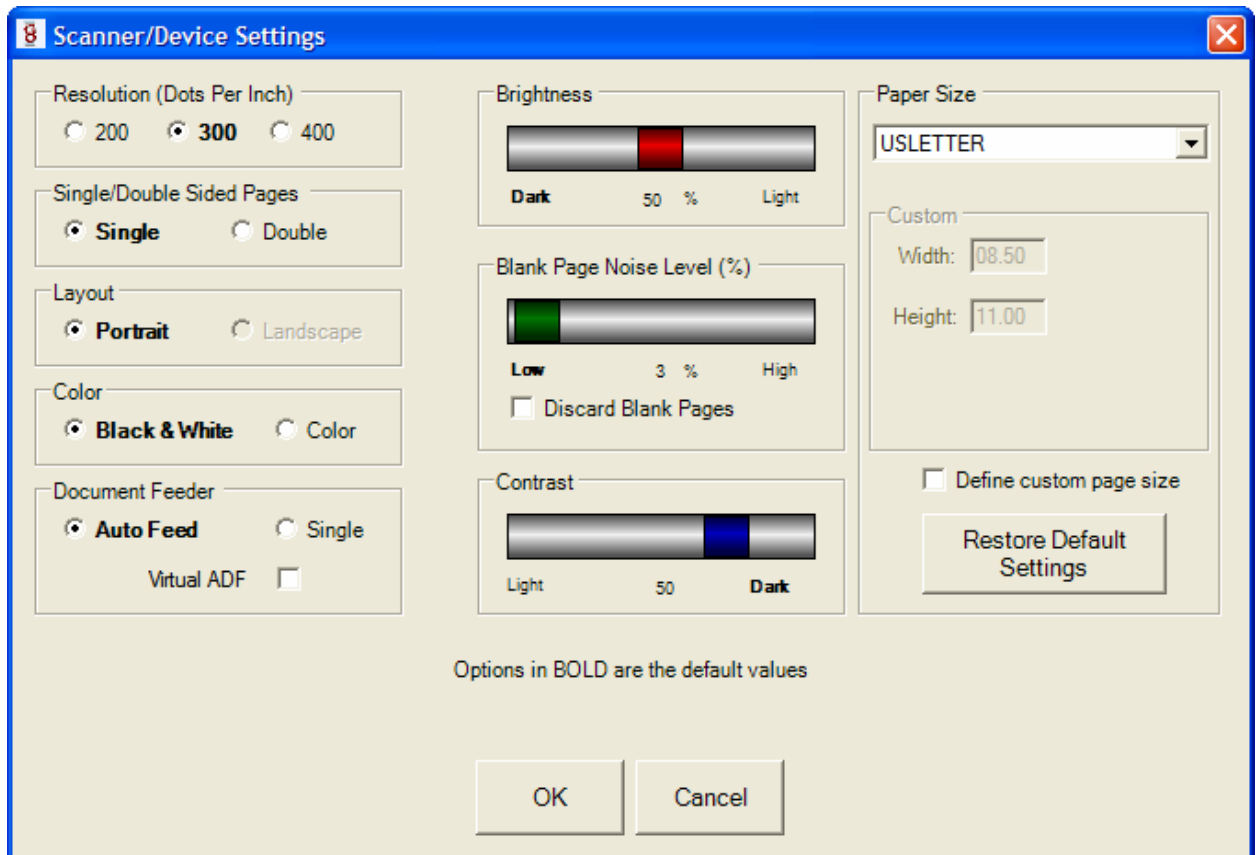 Scanner/Device Settings
Resolution (Dots Per Inch)
200 300 400
Single/Double Sided Pages
Single Double
Layout
Portrait Landscape
Color
Black & White Color
Document Feeder
Auto Feed Single
Virtual ADF
Brightness
Dark 50 % Light
Blank Page Noise Level (%)
Low 3 % High
Discard Blank Pages
Contrast
Light 50 Dark
Paper Size
USLETTER
Custom
Width: 08.50
Height: 11.00
Define custom page size
Restore Default
Settings
Options in BOLD are the default values
OK Cancel